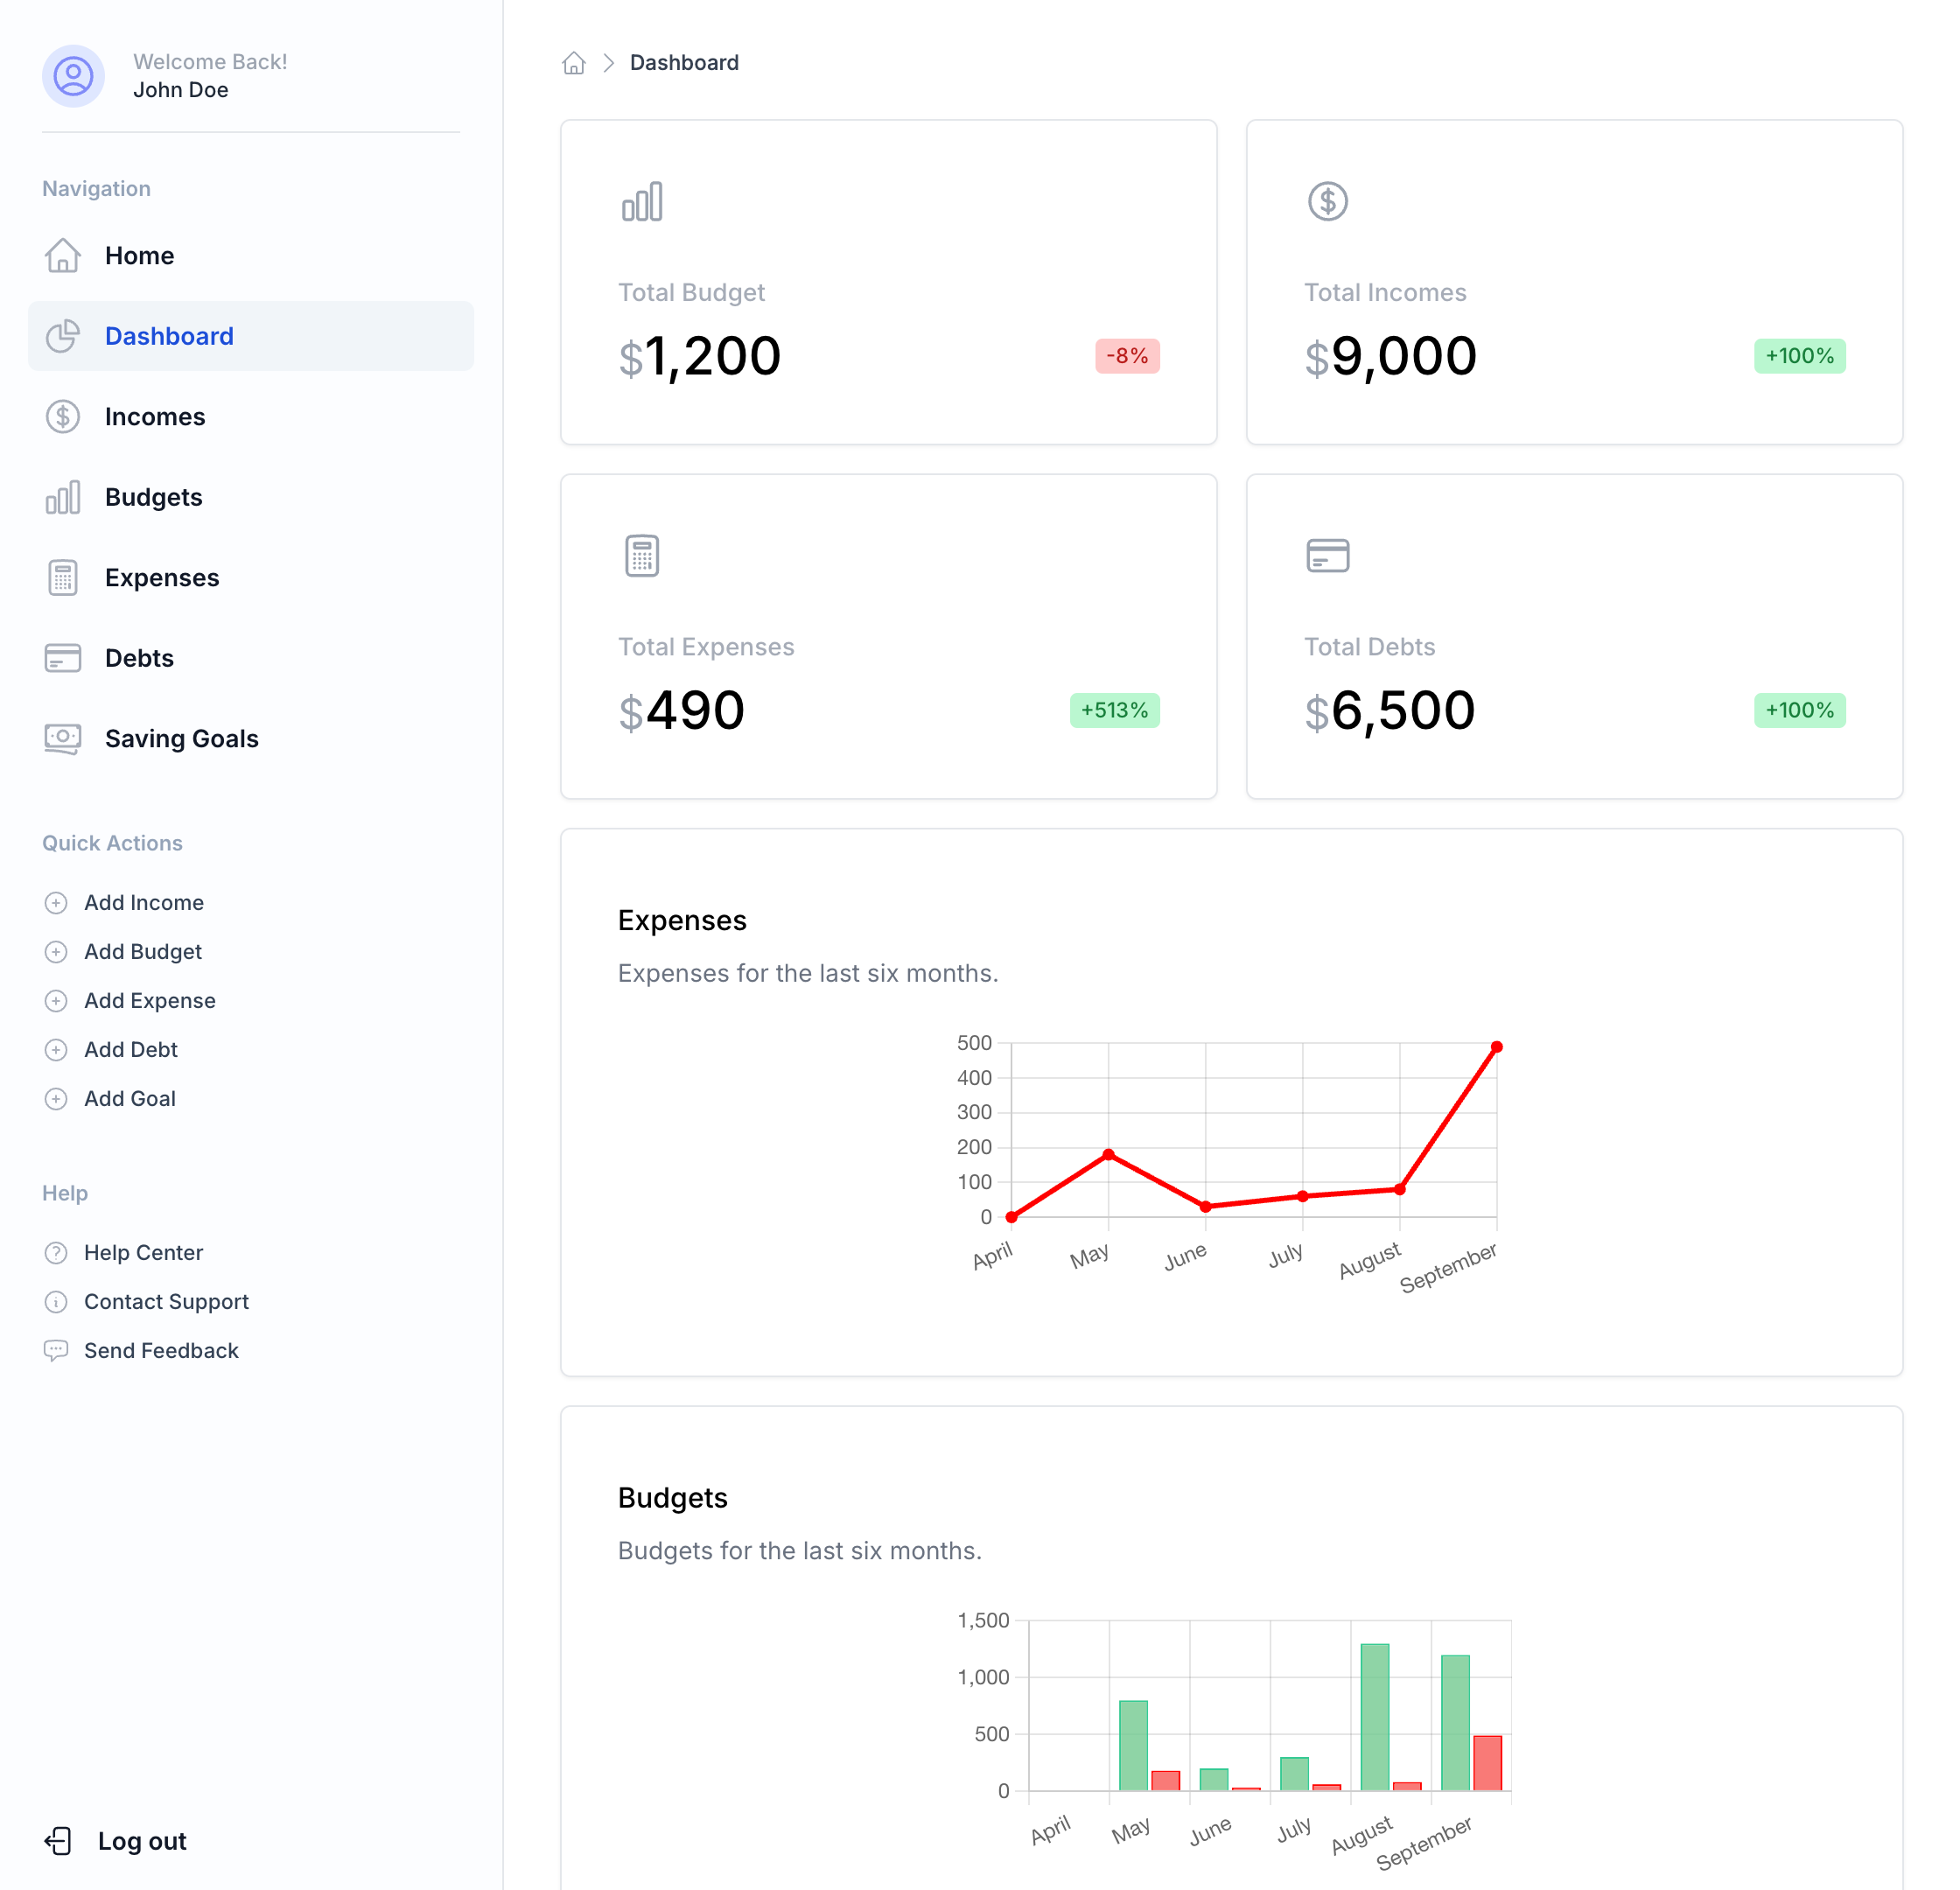 Welcome Back!
John Doe
Navigation
Home
Dashboard
Incomes
Budgets
Expenses
Debts
Saving Goals
Quick Actions
Add Income
Add Budget
Add Expense
Add Debt
Add Goal
Help
Help Center
Contact Support
Send Feedback
Log out
Dashboard
Total Budget
$1,200 -8%
Total Incomes
$9,000 +100%
Total Expenses
$490 +513%
Total Debts
$6,500 +100%
Expenses
Expenses for the last six months.
500
400
300
200
100
0
April May June July August September
Budgets
Budgets for the last six months.
1,500
1,000
500
0
April May June July August September